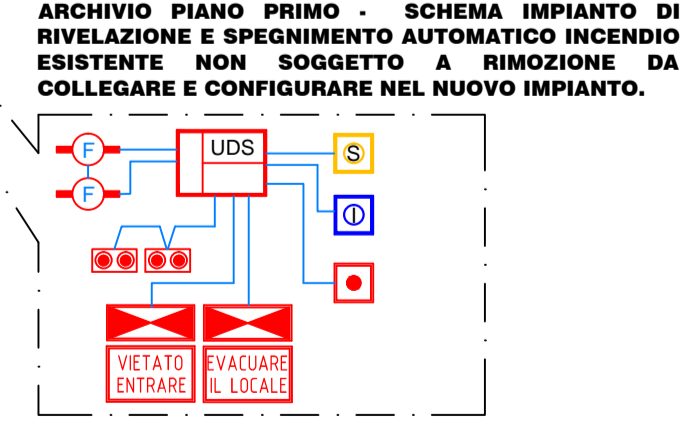 ARCHIVIO PIANO PRIMO - SCHEMA IMPIANTO DI
RIVELAZIONE E SPEGNIMENTO AUTOMATICO INCENDIO
ESISTENTE NON SOGGETTO A RIMOZIONE DA
COLLEGARE E CONFIGURARE NEL NUOVO IMPIANTO.
F
UDS
S
F
I
VIETATO
ENTRARE
EVACUARE
IL LOCALE